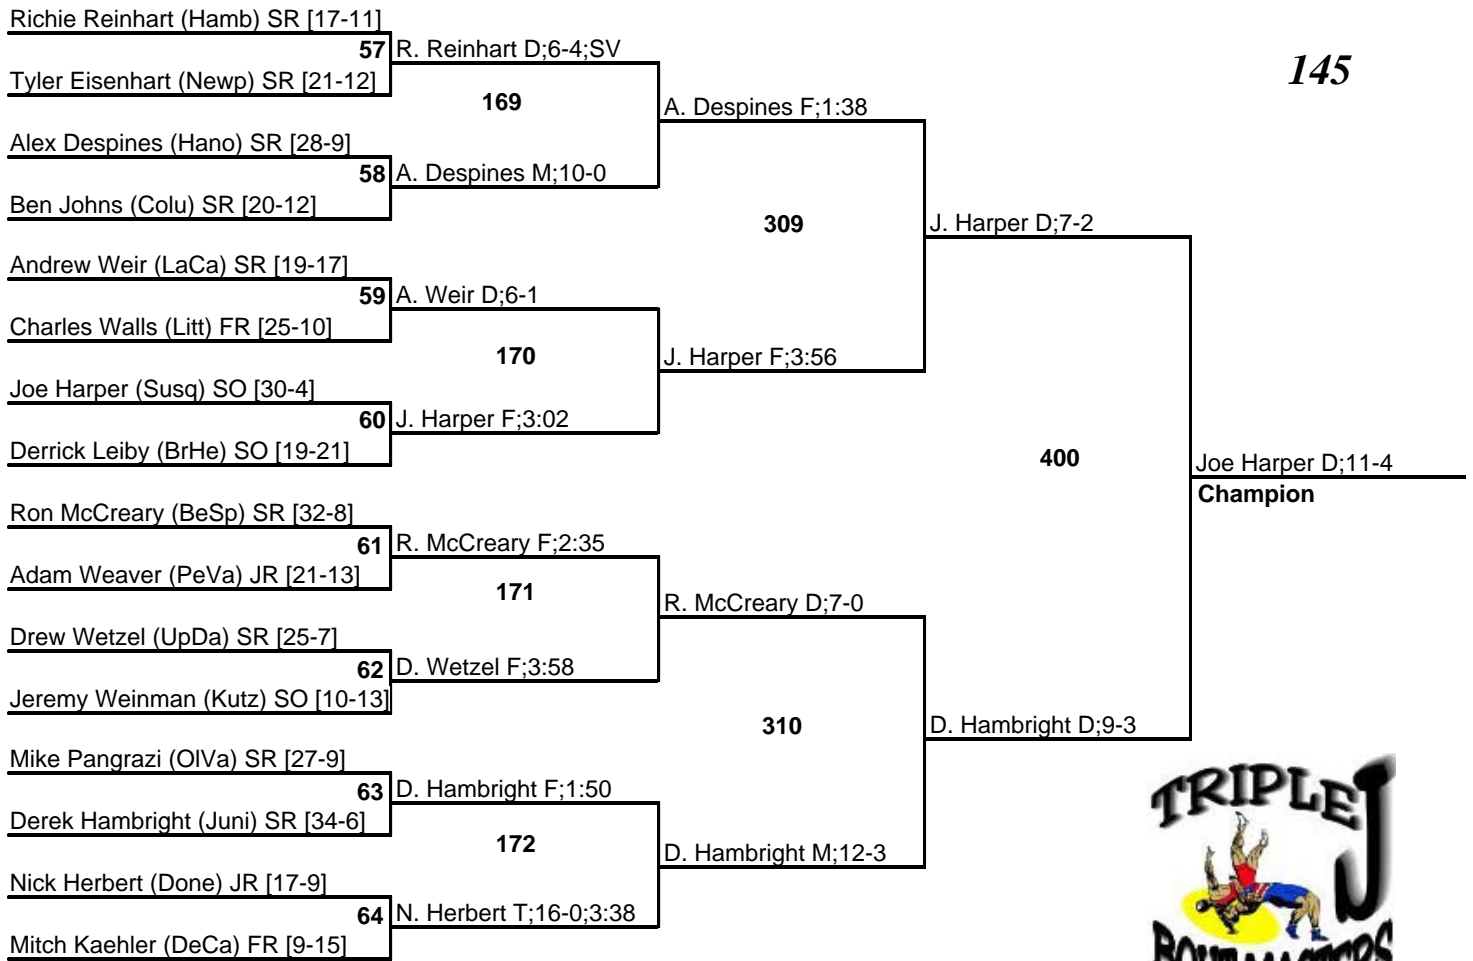 145
Richie Reinhart (Hamb) SR [17-11]
57 R. Reinhart D;6-4;SV
Tyler Eisenhart (Newp) SR [21-12]
169
A. Despines F;1:38
Alex Despines (Hano) SR [28-9]
58 A. Despines M;10-0
Ben Johns (Colu) SR [20-12]
309
J. Harper D;7-2
Andrew Weir (LaCa) SR [19-17]
59 A. Weir D;6-1
Charles Walls (Litt) FR [25-10]
170
J. Harper F;3:56
Joe Harper (Susq) SO [30-4]
60 J. Harper F;3:02
Derrick Leiby (BrHe) SO [19-21]
400
Joe Harper D;11-4
Champion
Ron McCreary (BeSp) SR [32-8]
61 R. McCreary F;2:35
Adam Weaver (PeVa) JR [21-13]
171
R. McCreary D;7-0
Drew Wetzel (UpDa) SR [25-7]
62 D. Wetzel F;3:58
Jeremy Weinman (Kutz) SO [10-13]
310
D. Hambright D;9-3
Mike Pangrazi (OlVa) SR [27-9]
63 D. Hambright F;1:50
Derek Hambright (Juni) SR [34-6]
172
D. Hambright M;12-3
Nick Herbert (Done) JR [17-9]
64 N. Herbert T;16-0;3:38
Mitch Kaehler (DeCa) FR [9-15]
TRIPLE J
BOUT MASTERS